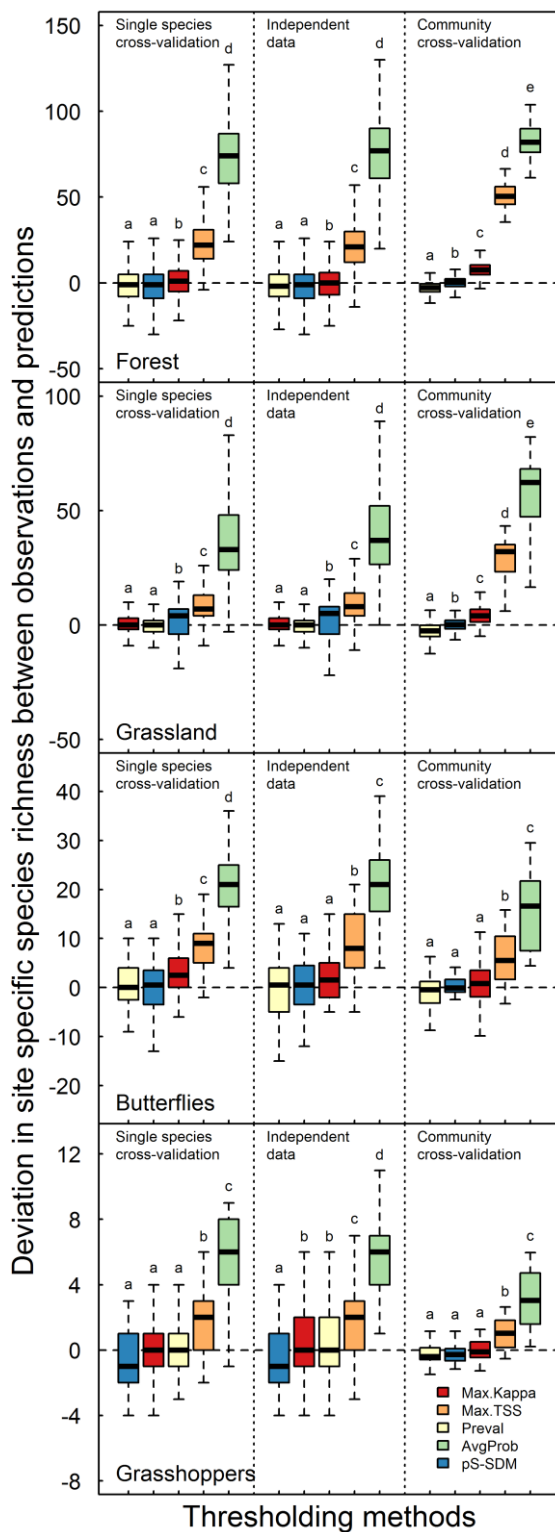 Deviation in site specific species richness between observations and predictions
Single species
cross-validation
Independent
data
Community
cross-validation
150
100
50
0
-50
a a b c d
a a b c d
a b c d e
Forest
Single species
cross-validation
Independent
data
Community
cross-validation
100
50
0
-50
a a b c d
a a b c d
a b c d e
Grassland
Single species
cross-validation
Independent
data
Community
cross-validation
40
30
20
10
0
-10
-20
a a b c d
a a a b c
a a a b c
Butterflies
Single species
cross-validation
Independent
data
Community
cross-validation
12
8
4
0
-4
-8
a a a b c
a b b c d
a a a b c
Max.Kappa
Max.TSS
Preval
AvgProb
pS-SDM
Grasshoppers
Thresholding methods